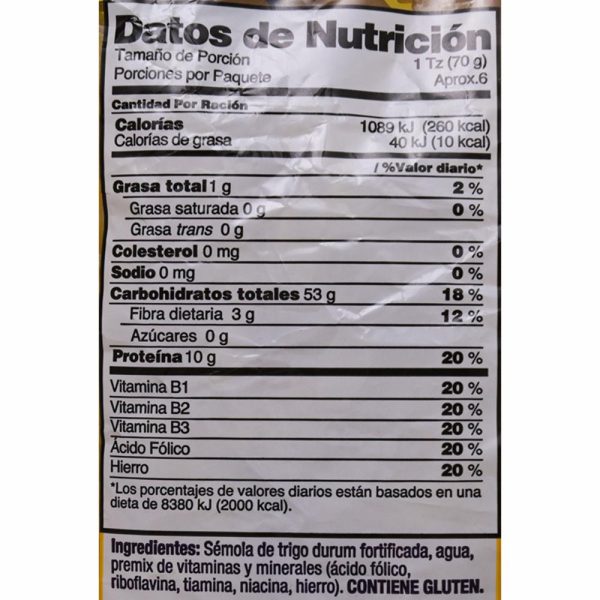 Datos de Nutrición
Tamaño de Porción 1 Tz (70 g)
Porciones por Paquete Aprox.6
Cantidad Por Ración
Calorías 1089 kJ (260 kcal)
Calorías de grasa 40 kJ (10 kcal)
/ %Valor diario*
Grasa total 1 g 2 %
Grasa saturada 0 g 0 %
Grasa trans 0 g
Colesterol 0 mg 0 %
Sodio 0 mg 0 %
Carbohidratos totales 53 g 18 %
Fibra dietaria 3 g 12 %
Azúcares 0 g
Proteína 10 g 20 %
Vitamina B1 20 %
Vitamina B2 20 %
Vitamina B3 20 %
Ácido Fólico 20 %
Hierro 20 %
*Los porcentajes de valores diarios están basados en una
dieta de 8380 kJ (2000 kcal).
Ingredientes: Sémola de trigo durum fortificada, agua,
premix de vitaminas y minerales (ácido fólico,
riboflavina, tiamina, niacina, hierro). CONTIENE GLUTEN.